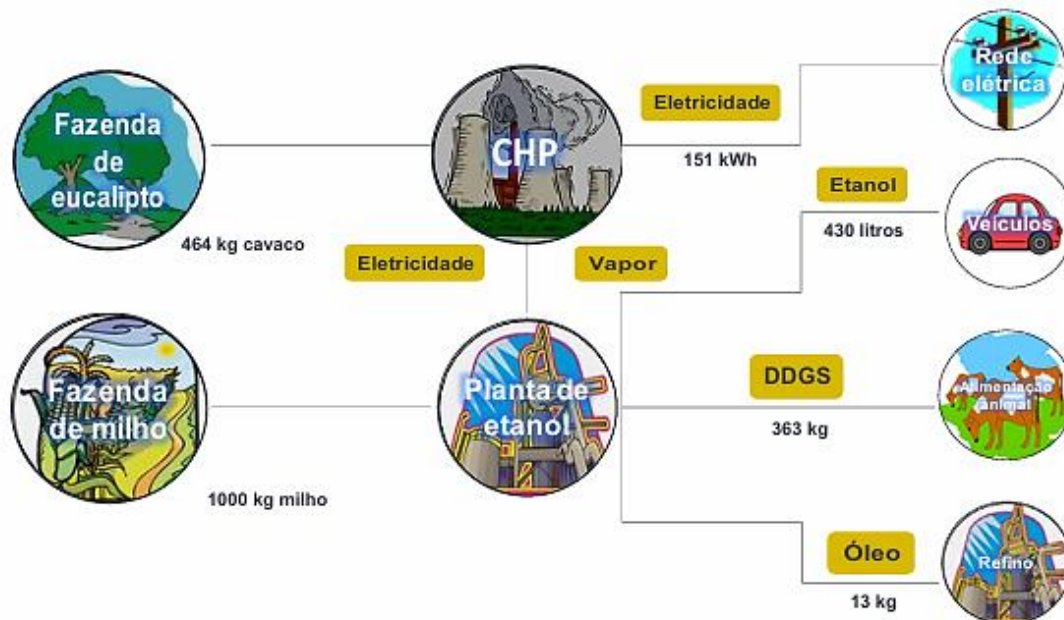 Rede
elétrica
Eletricidade
151 kWh
Fazenda
de
eucalipto
CHP
464 kg cavaco
Etanol
430 litros
Veículos
Eletricidade
Vapor
Fazenda
de milho
1000 kg milho
Planta de
etanol
DDGS
363 kg
Alimentação
animal
Óleo
13 kg
Refino